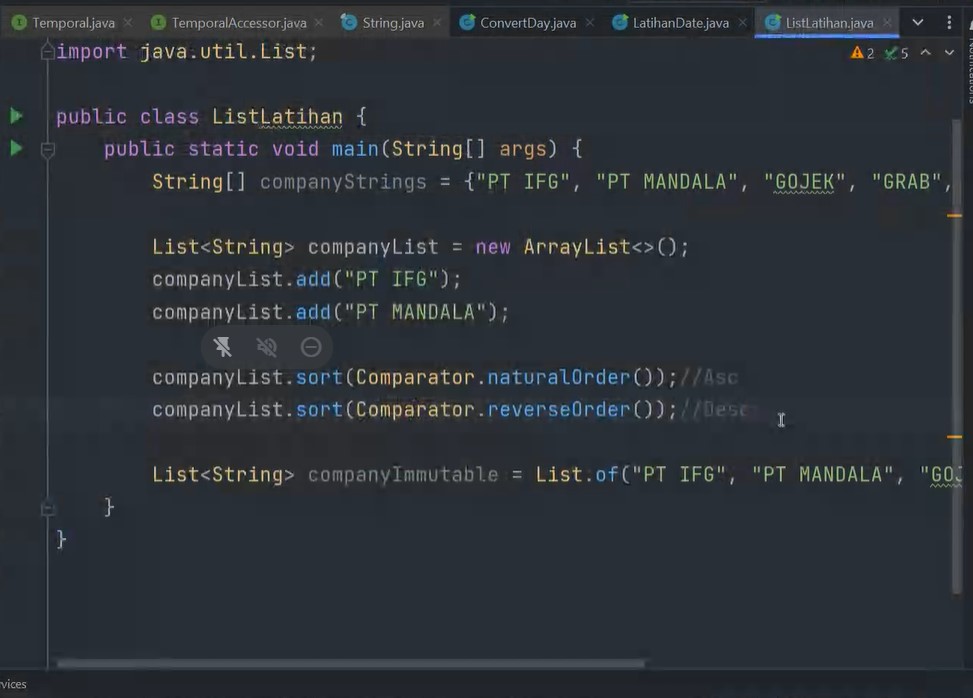 Temporal.java TemporalAccessor.java String.java ConvertDay.java LatihanDate.java ListLatihan.java
import java.util.List;
2 5
public class ListLatihan {
public static void main(String[] args) {
String[] companyStrings = {"PT IFG", "PT MANDALA", "GOJEK", "GRAB",
List<String> companyList = new ArrayList<>();
companyList.add("PT IFG");
companyList.add("PT MANDALA");
companyList.sort(Comparator.naturalOrder());//Asc
companyList.sort(Comparator.reverseOrder());//Desc
List<String> companyImmutable = List.of("PT IFG", "PT MANDALA", "GOJ
}
}
vices